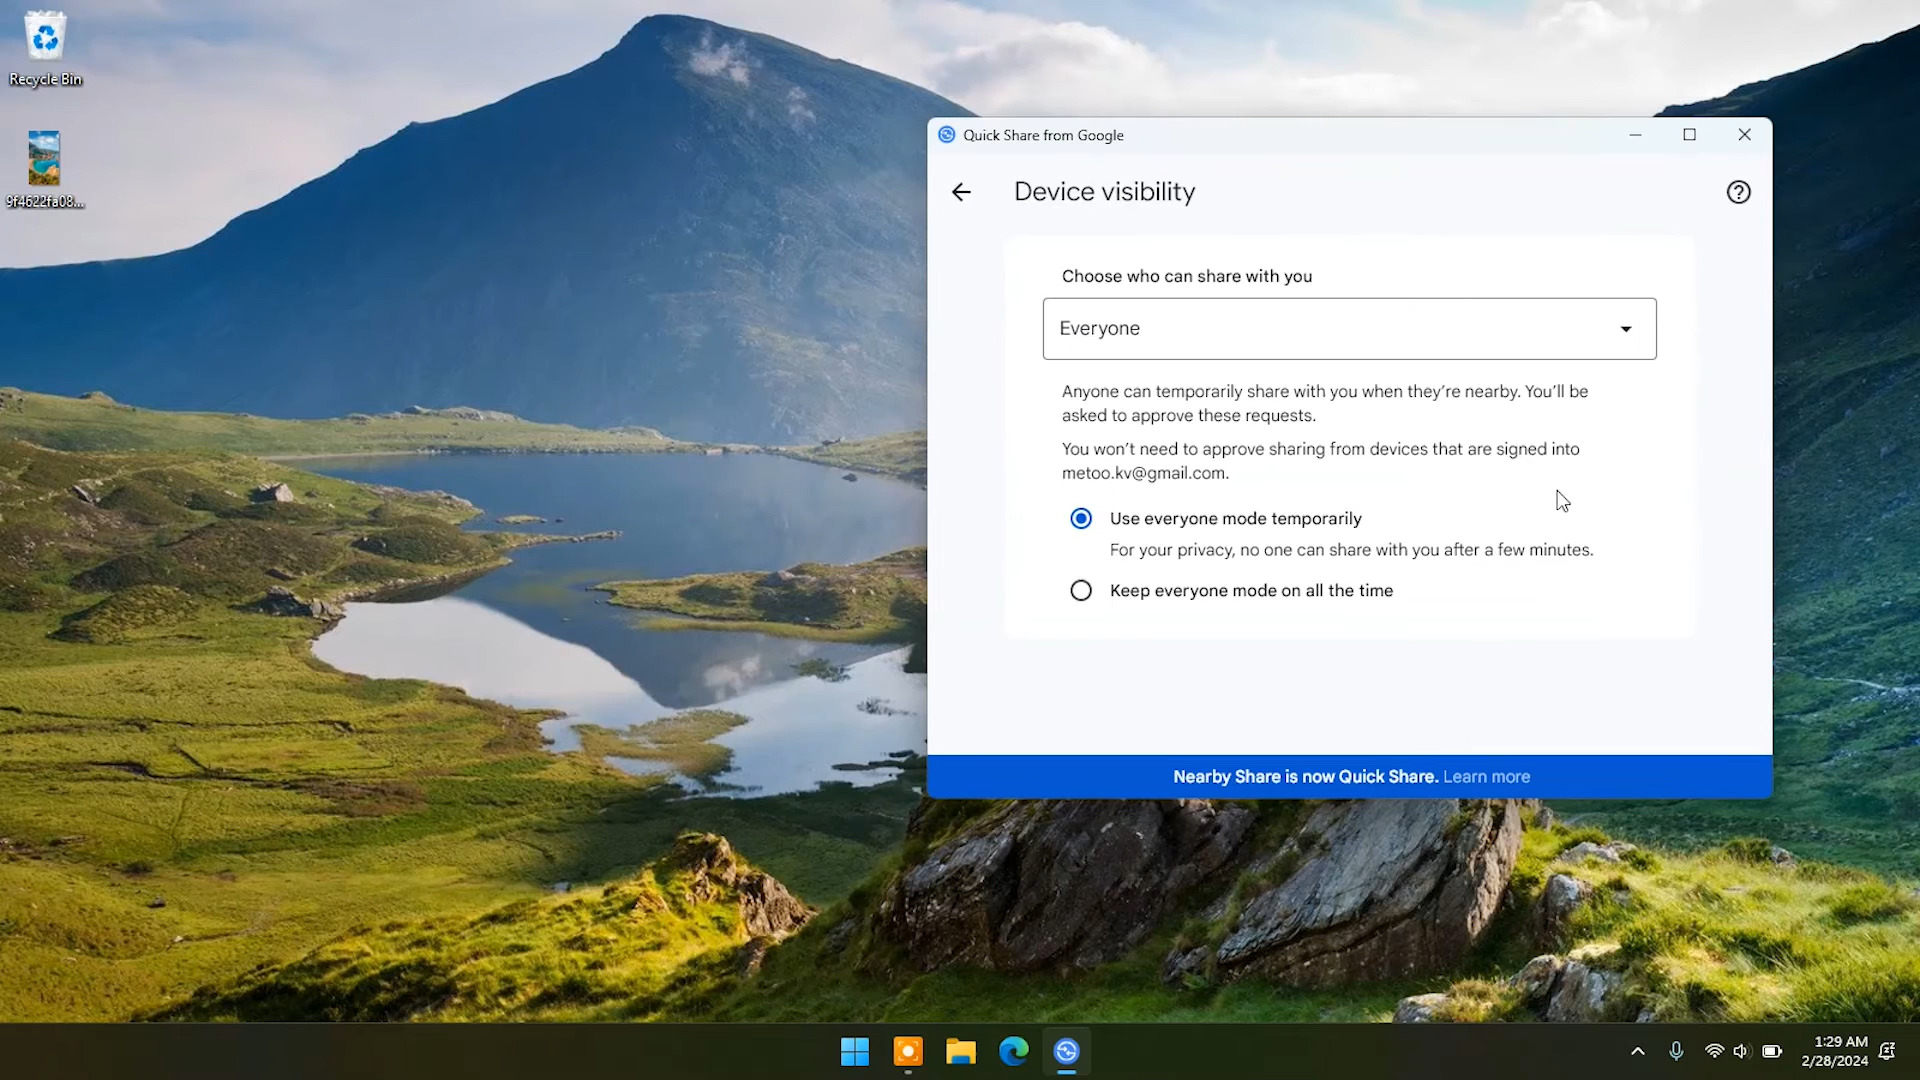 Recycle Bin
9f4622fa08...
Quick Share from Google
Device visibility
Choose who can share with you
Everyone
Anyone can temporarily share with you when they're nearby. You'll be
asked to approve these requests.
You won't need to approve sharing from devices that are signed into
metoo.kv@gmail.com.
Use everyone mode temporarily
For your privacy, no one can share with you after a few minutes.
Keep everyone mode on all the time
Nearby Share is now Quick Share. Learn more
1:29 AM
2/28/2024